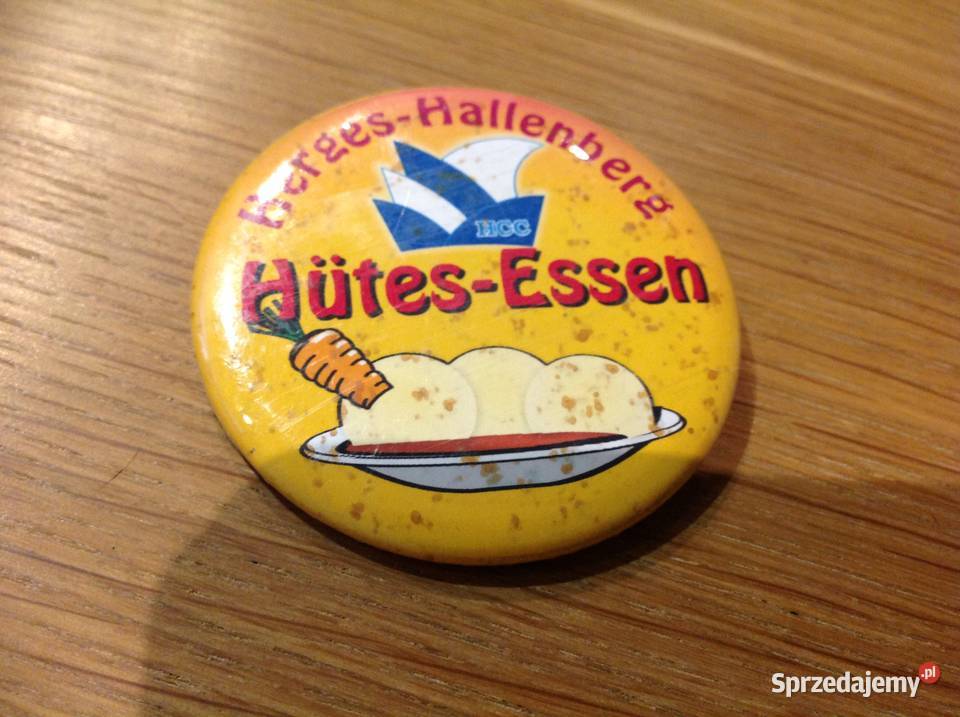 Berges-Hallenberg
HCC
Hütes-Essen
Sprzedajemy.pl